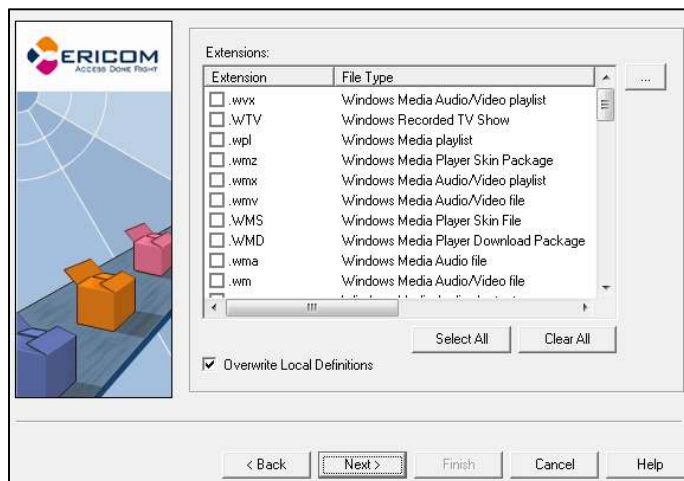 ERICOM
ACCESS DONE RIGHT
Extensions:
Extension File Type
.wvx Windows Media Audio/Video playlist
.WTV Windows Recorded TV Show
.wpl Windows Media playlist
.wmz Windows Media Player Skin Package
.wmx Windows Media Audio/Video playlist
.wmv Windows Media Audio/Video file
.WMS Windows Media Player Skin File
.WMD Windows Media Player Download Package
.wma Windows Media Audio file
.wm Windows Media Audio/Video file
...
Select All Clear All
Overwrite Local Definitions
< Back Next > Finish Cancel Help